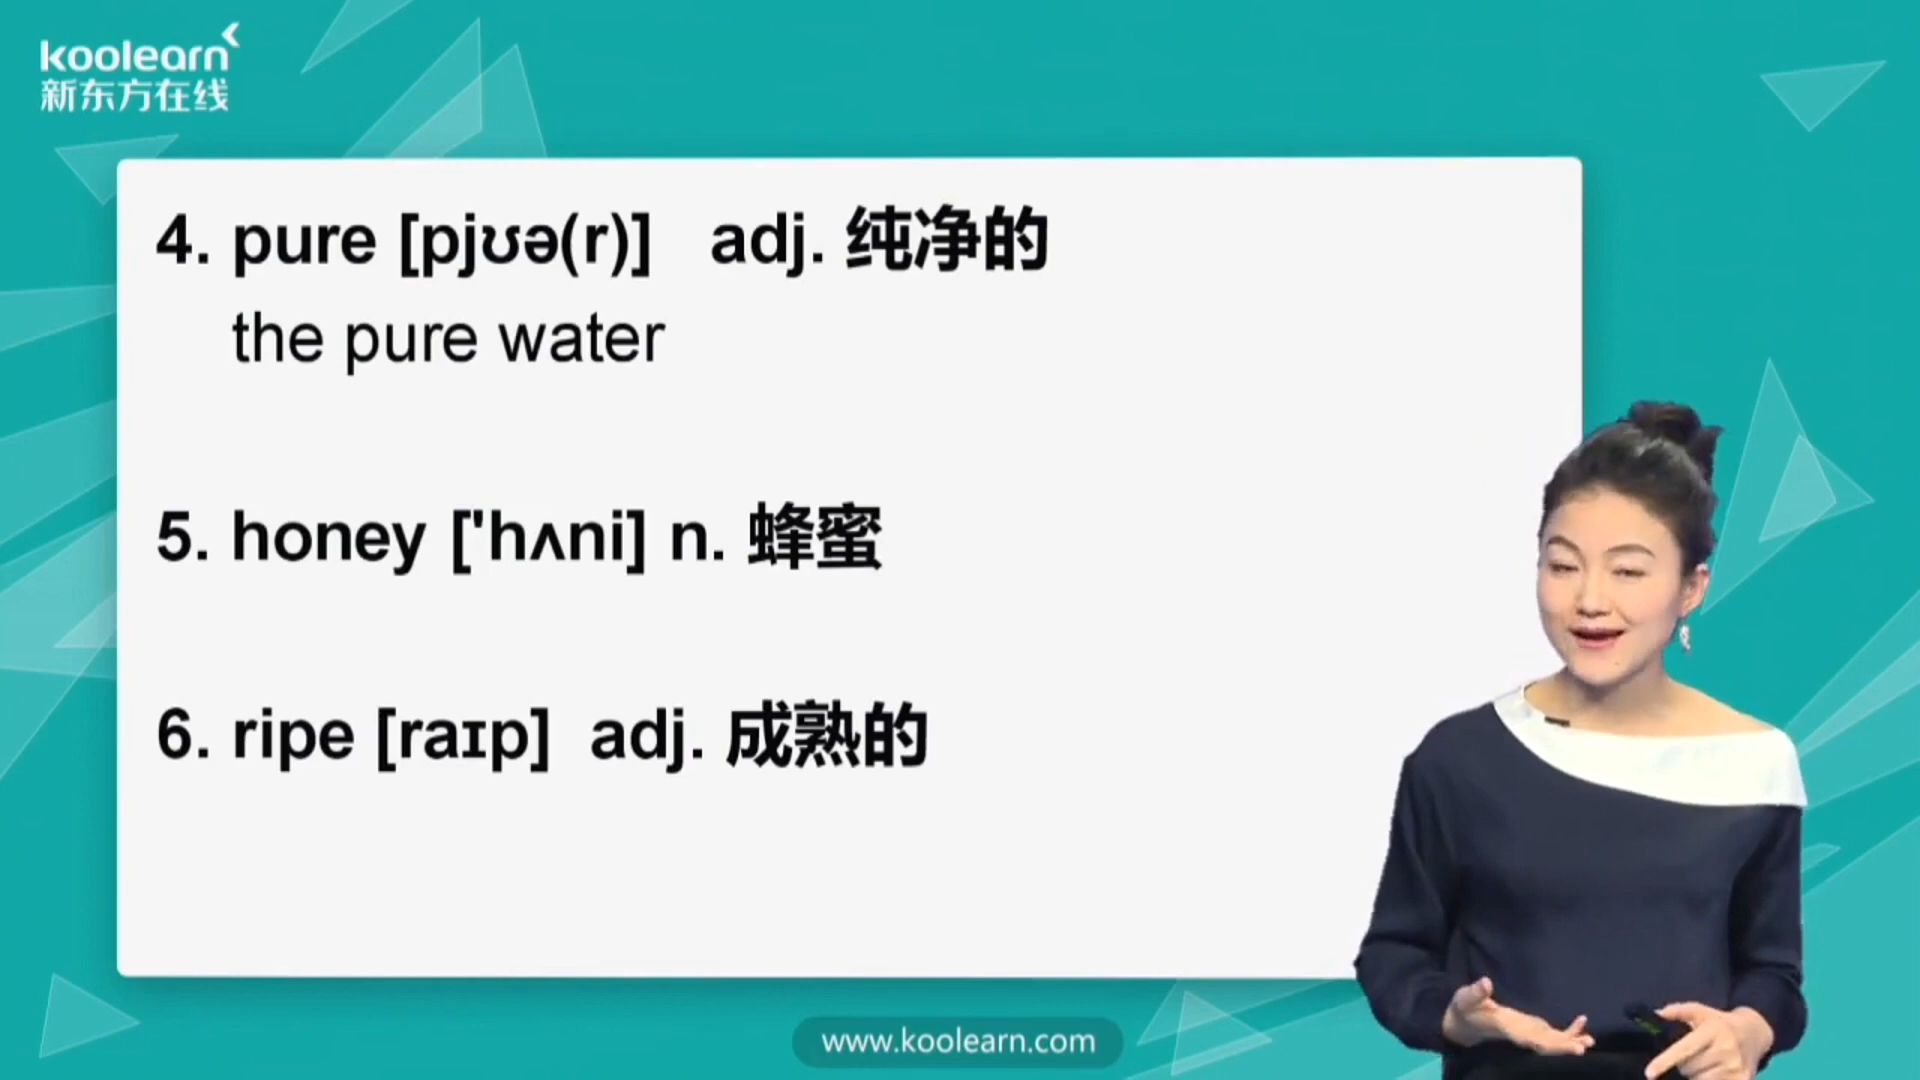 koolearn
新东方在线
4. pure [pjʊə(r)] adj. 纯净的
the pure water
5. honey ['hʌni] n. 蜂蜜
6. ripe [raɪp] adj. 成熟的
www.koolearn.com